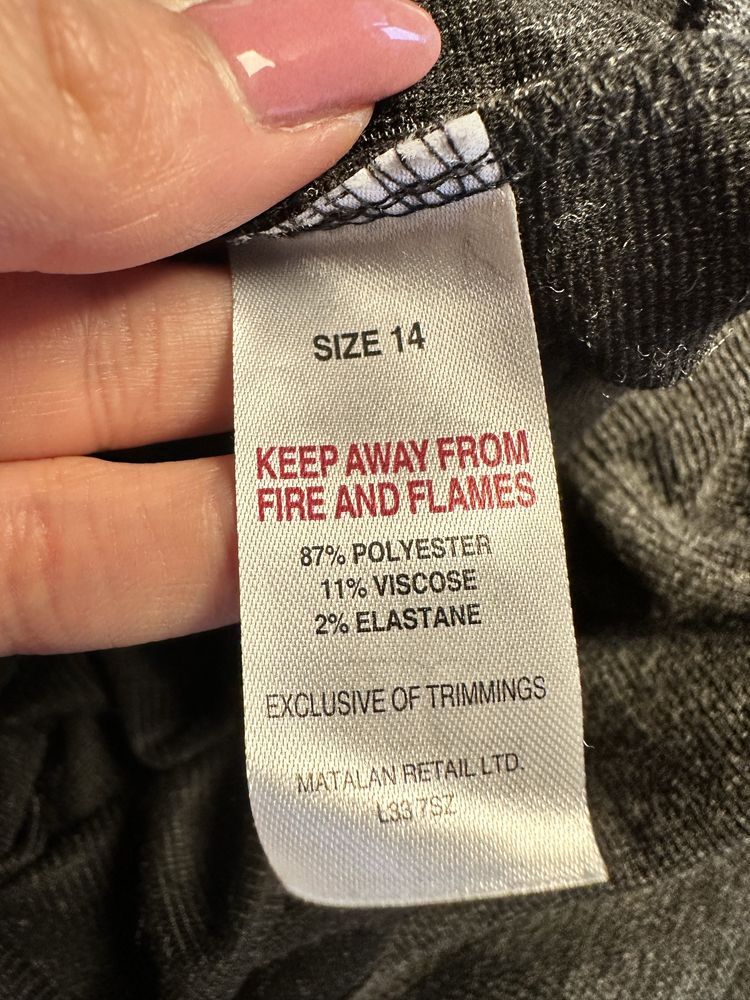 SIZE 14
KEEP AWAY FROM
FIRE AND FLAMES
87% POLYESTER
11% VISCOSE
2% ELASTANE
EXCLUSIVE OF TRIMMINGS
MATALAN RETAIL LTD.
L33 7SZ